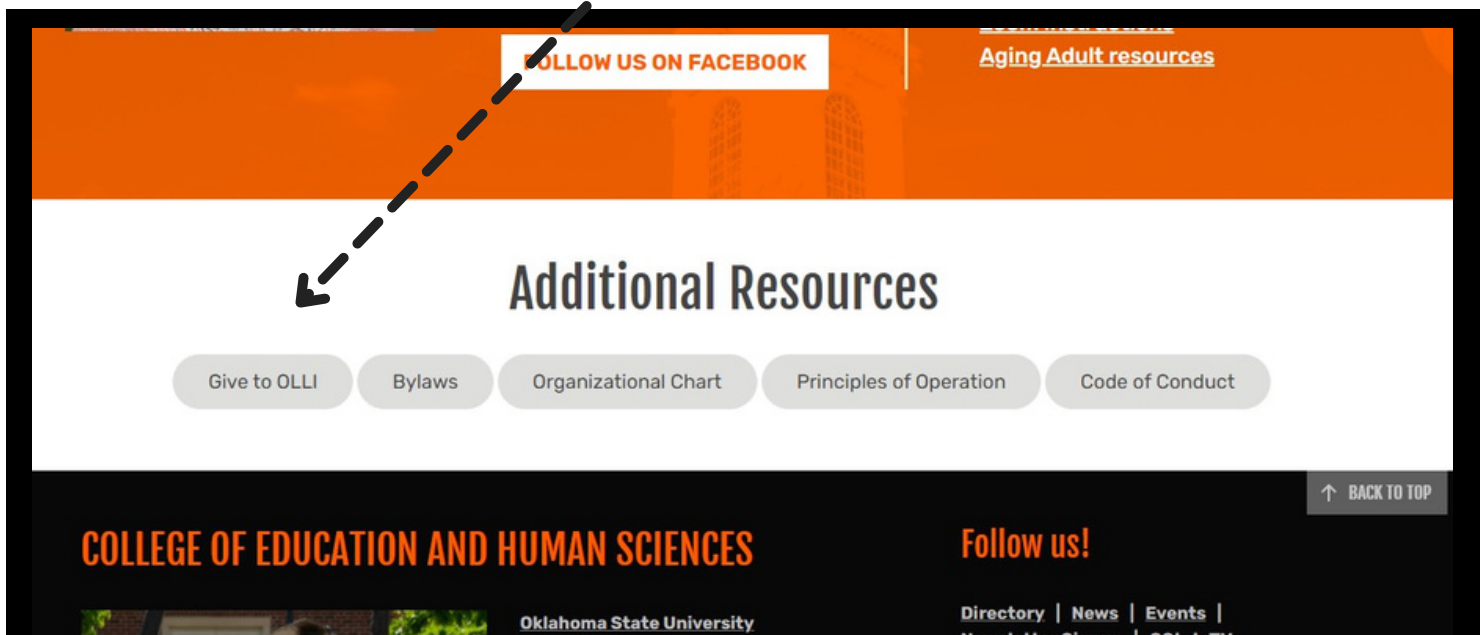 FOLLOW US ON FACEBOOK
Aging Adult resources
Additional Resources
Give to OLLI
Bylaws
Organizational Chart
Principles of Operation
Code of Conduct
↑ BACK TO TOP
COLLEGE OF EDUCATION AND HUMAN SCIENCES
Oklahoma State University
Follow us!
Directory | News | Events |